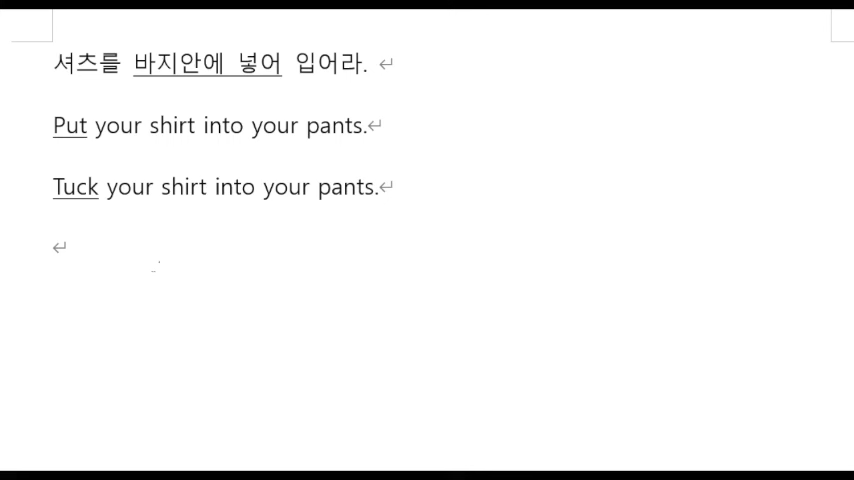 셔츠를 바지안에 넣어 입어라.
Put your shirt into your pants.
Tuck your shirt into your pants.